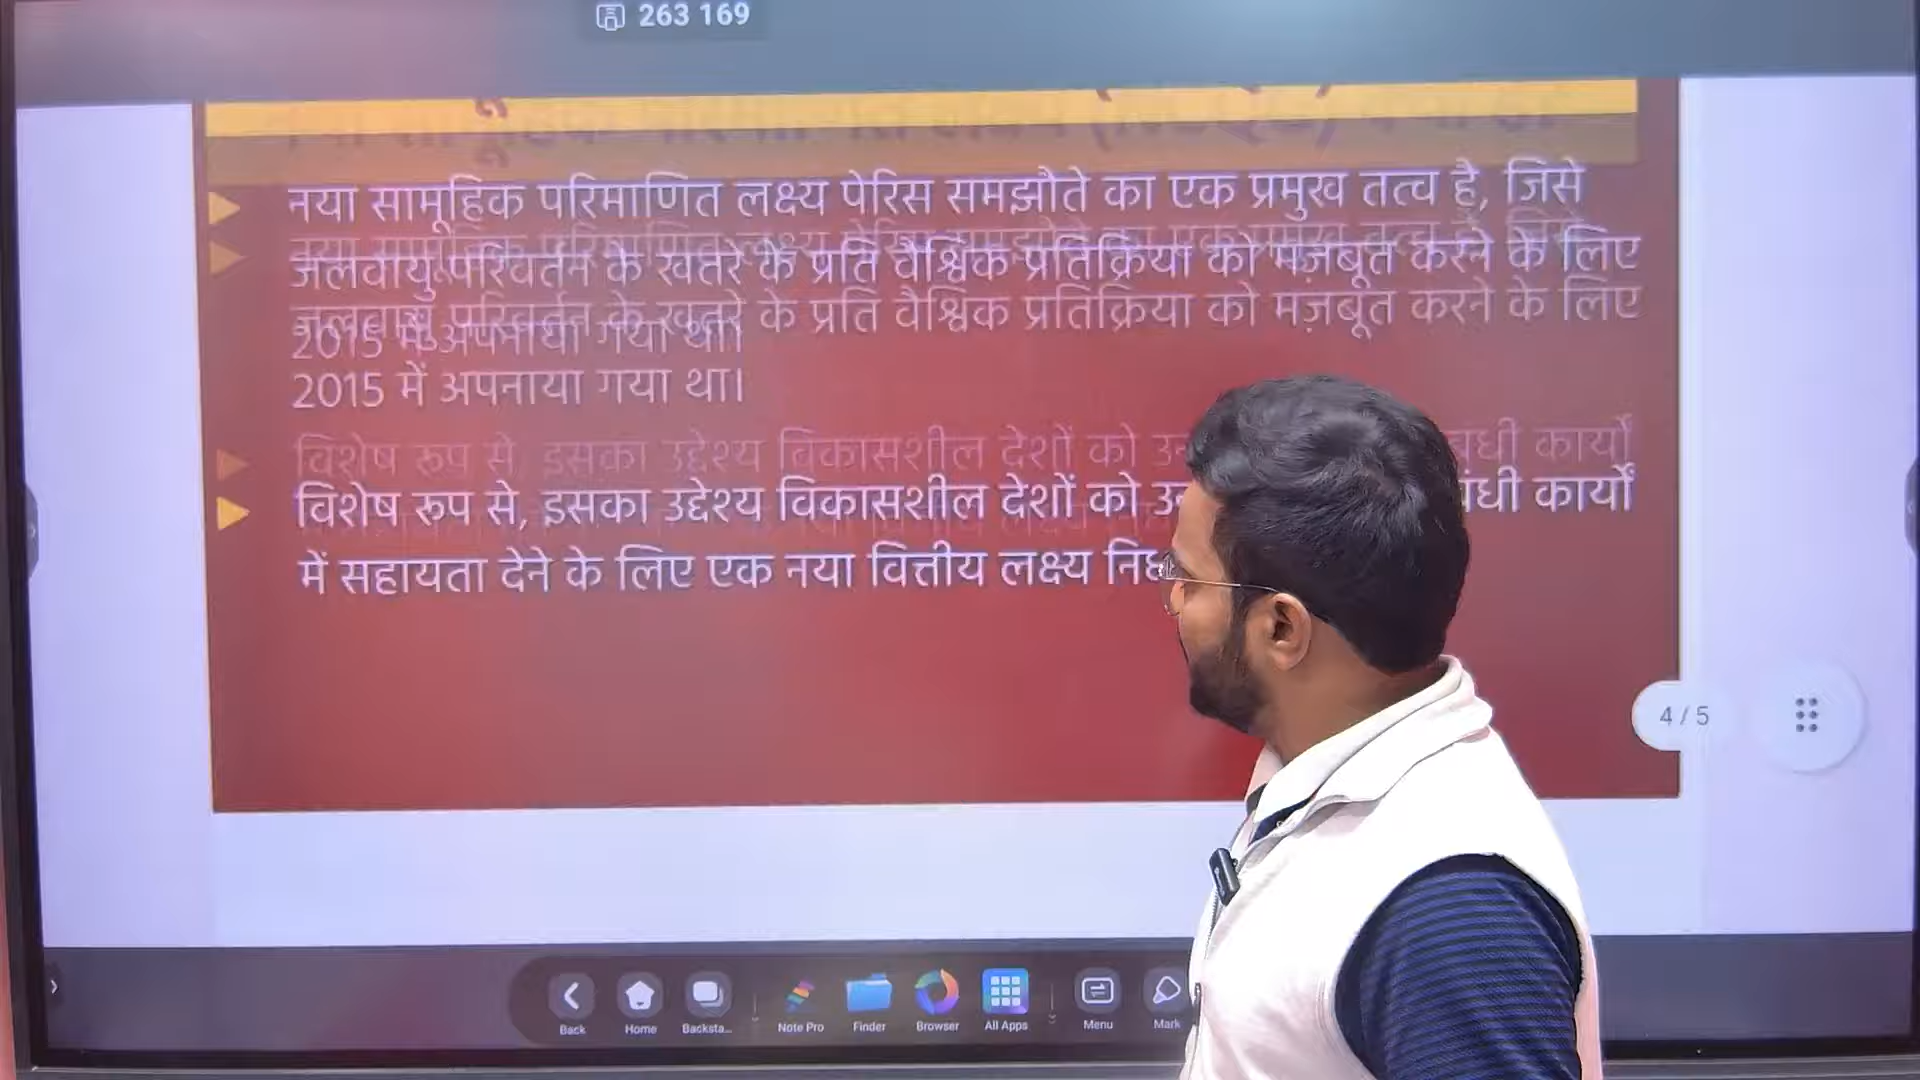 263 169
नया सामूहिक परिमाणित लक्ष्य पेरिस समझौते का एक प्रमुख तत्व है, जिसे
जलवायु परिवर्तन के खतरे के प्रति वैश्विक प्रतिक्रिया को मज़बूत करने के लिए
2015 में अपनाया गया था।
विशेष रूप से, इसका उद्देश्य विकासशील देशों को कार्यों
में सहायता देने के लिए एक नया वित्तीय लक्ष्य
4 / 5
Back Home Backsta... Note Pro Finder Browser All Apps Menu Mark